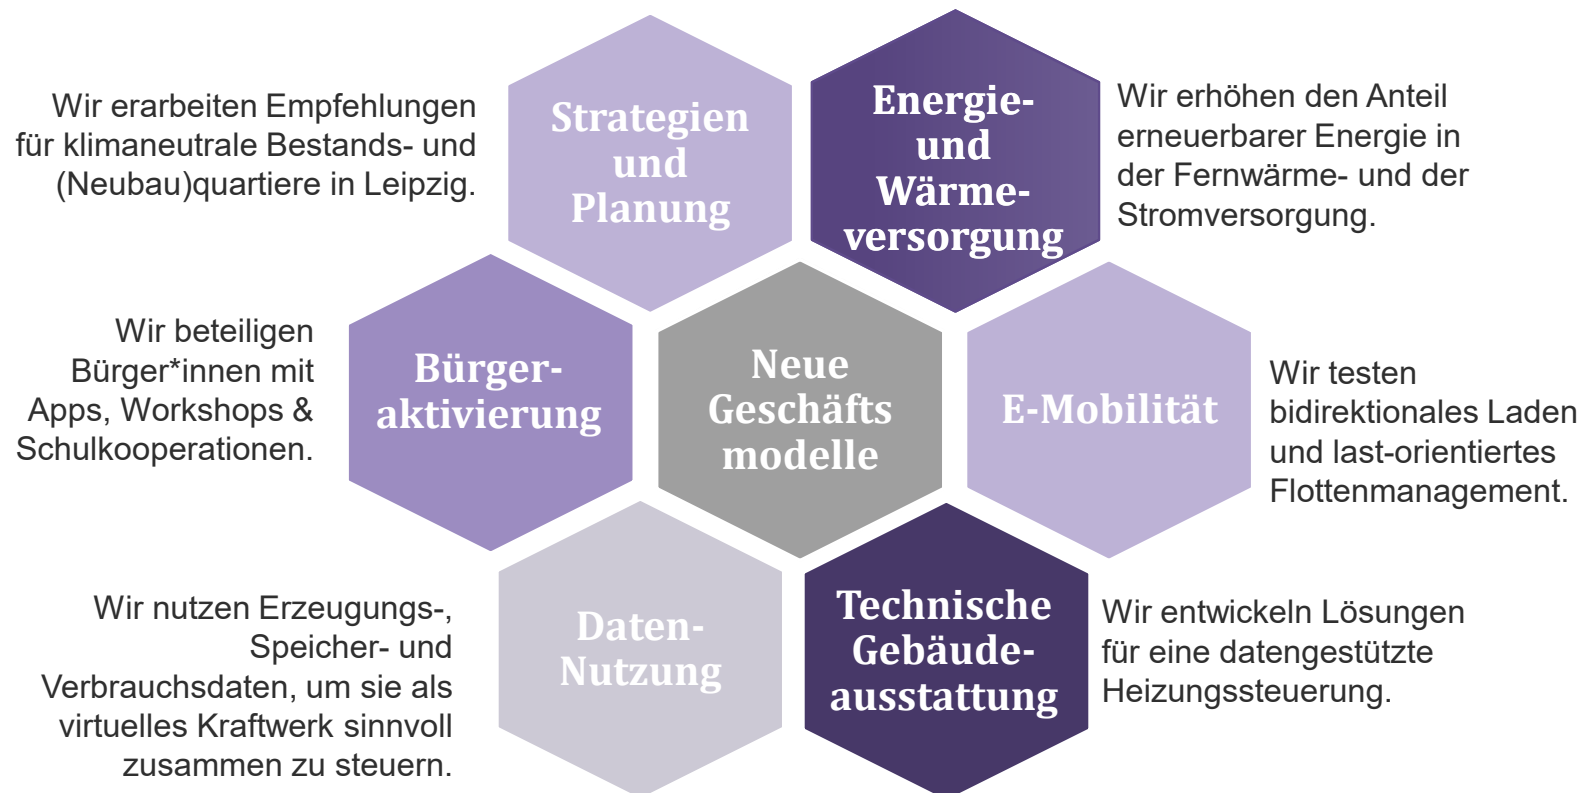 Wir erarbeiten Empfehlungen
für klimaneutrale Bestands- und
(Neubau)quartiere in Leipzig.
Strategien
und
Planung
Energie-
und
Wärme-
versorgung
Wir erhöhen den Anteil
erneuerbarer Energie in
der Fernwärme- und der
Stromversorgung.
Wir beteiligen
Bürger*innen mit
Apps, Workshops &
Schulkooperationen.
Bürger-
aktivierung
Neue
Geschäfts
modelle
E-Mobilität
Wir testen
bidirektionales Laden
und last-orientiertes
Flottenmanagement.
Wir nutzen Erzeugungs-,
Speicher- und
Verbrauchsdaten, um sie als
virtuelles Kraftwerk sinnvoll
zusammen zu steuern.
Daten-
Nutzung
Technische
Gebäude-
ausstattung
Wir entwickeln Lösungen
für eine datengestützte
Heizungssteuerung.